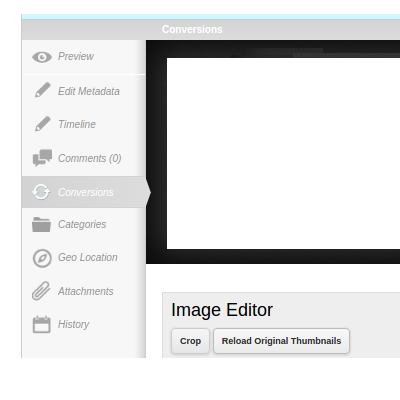 Conversions
Preview
Edit Metadata
Timeline
Comments (0)
Conversions
Categories
Geo Location
Attachments
History
Image Editor
Crop
Reload Original Thumbnails